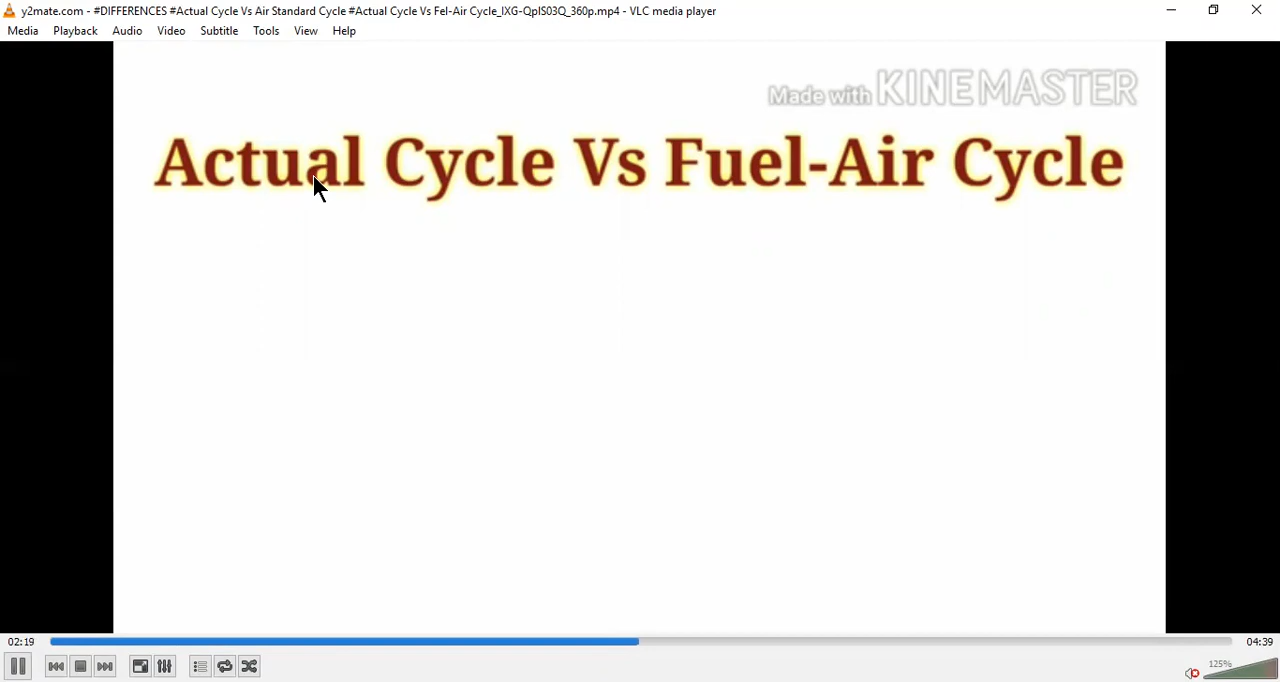 y2mate.com - #DIFFERENCES #Actual Cycle Vs Air Standard Cycle #Actual Cycle Vs Fel-Air Cycle_IXG-QpIS03Q_360p.mp4 - VLC media player
Media Playback Audio Video Subtitle Tools View Help
Made with KINEMASTER
Actual Cycle Vs Fuel-Air Cycle
02:19 04:39
125%